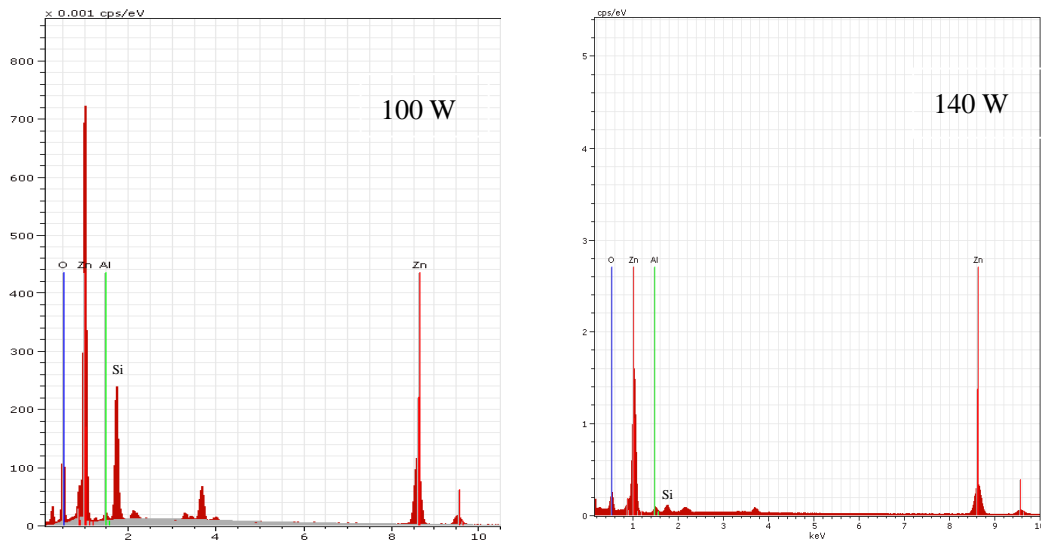 x 0.001 cps/eV
800
700
600
500
400
300
200
100
0
O Zn Al Zn
Si
100 W
2 4 6 8 10
cps/eV
5
4
3
2
1
0
O Zn Al Zn
Si
140 W
1 2 3 4 5 6 7 8 9 10
keV